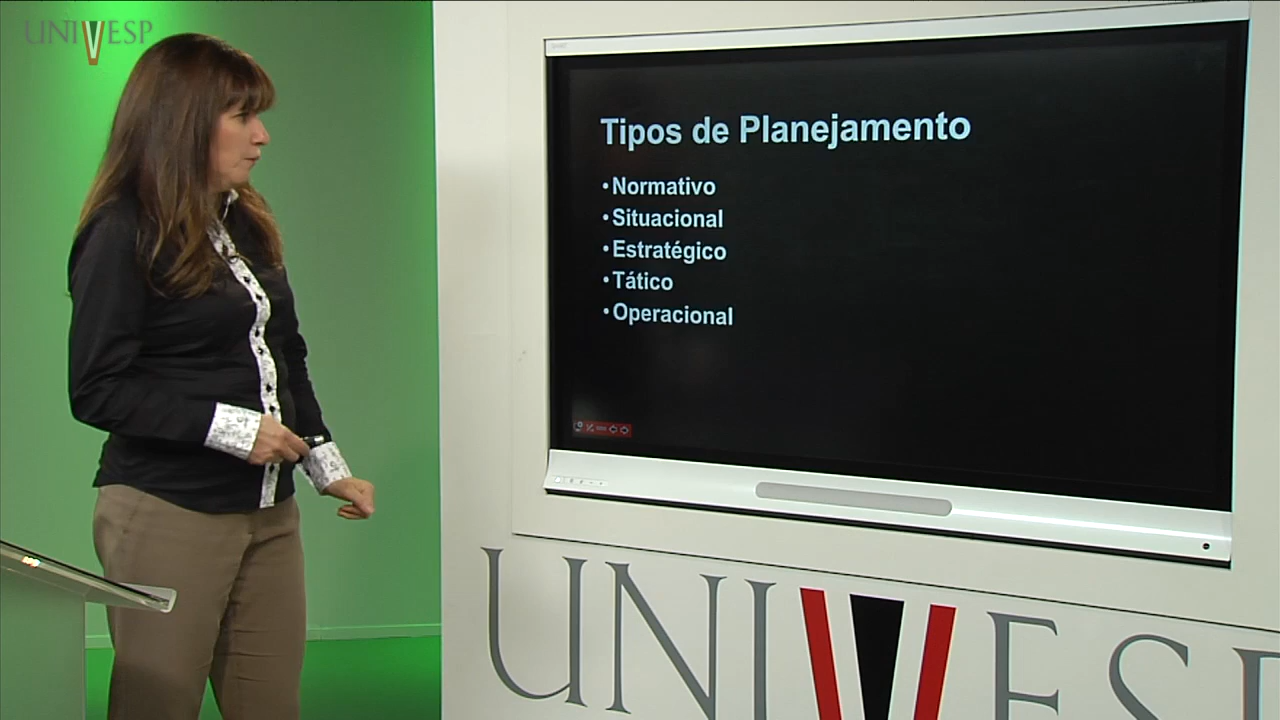 UNIVESP
Tipos de Planejamento
•Normativo
•Situacional
•Estratégico
•Tático
•Operacional
UNIVESP